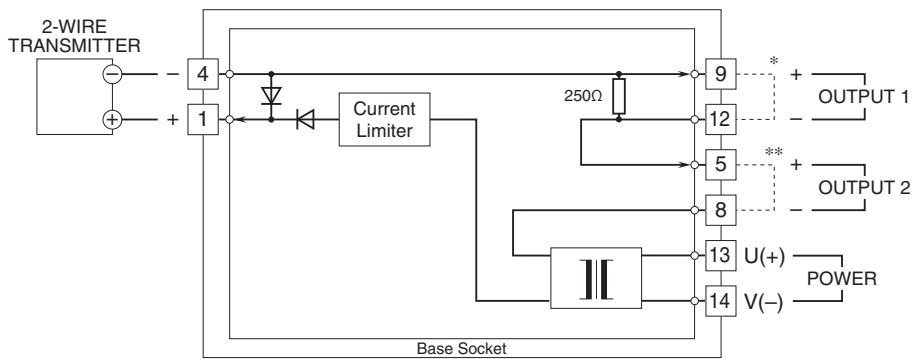 2-WIRE
TRANSMITTER
−
− 4
+
+ 1
250Ω
Current
Limiter
9 * +
OUTPUT 1
12 −
5 ** +
OUTPUT 2
8 −
13 U(+)
POWER
14 V(−)
Base Socket